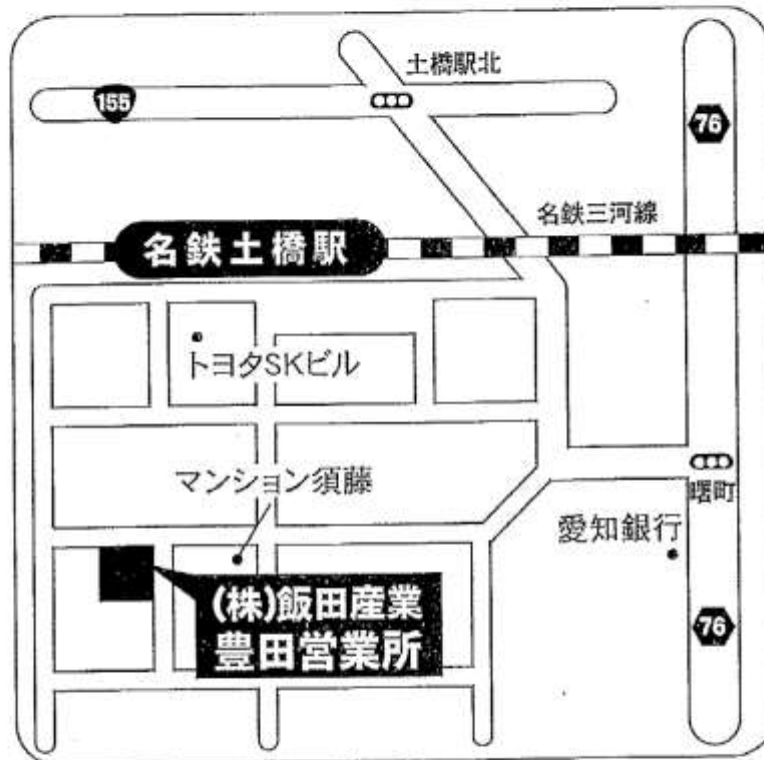 土橋駅北
155
76
名鉄三河線
名鉄土橋駅
トヨタSKビル
マンション須藤
曙町
愛知銀行
(株)飯田産業
豊田営業所
76